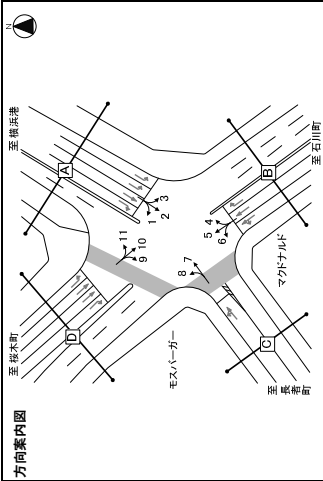 方向案内図
N
至 桜木町
至 横浜港
D
A
11
10
9
1
2
3
8
7
5
4
6
モスバーガー
C
B
マクドナルド
至 長者町
至 石川町